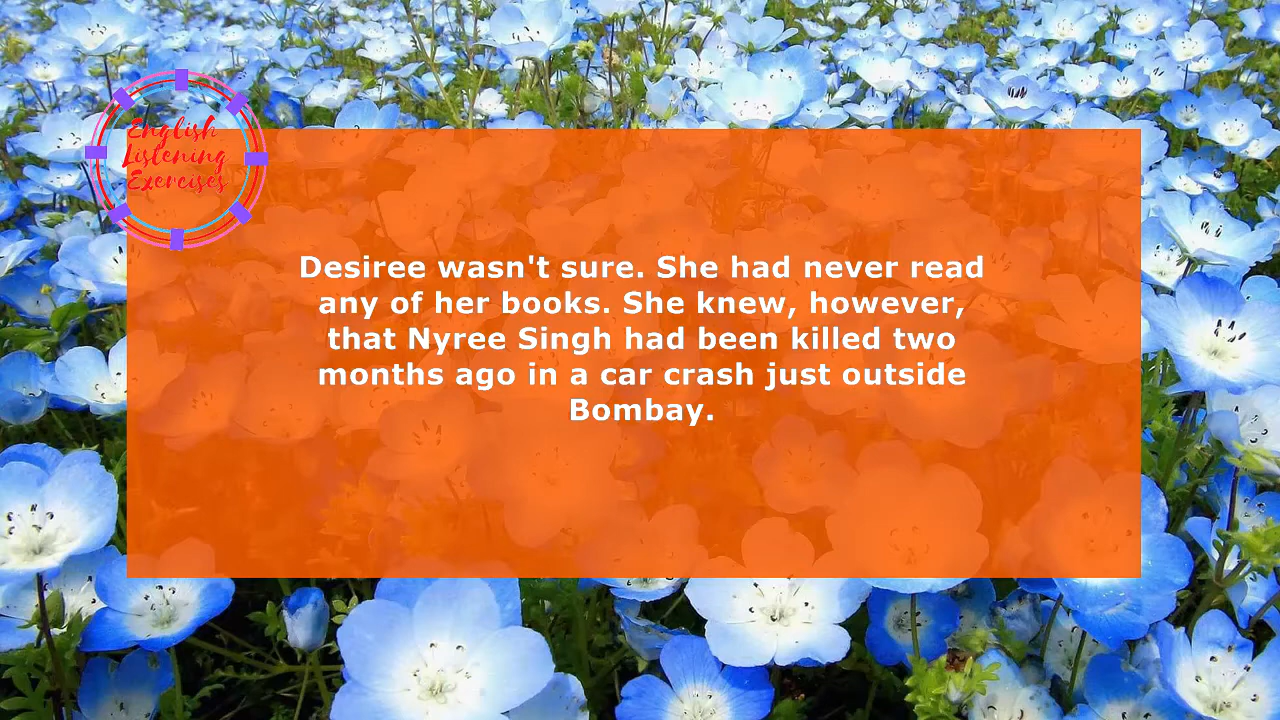 English
Listening
Exercises
Desiree wasn't sure. She had never read
any of her books. She knew, however,
that Nyree Singh had been killed two
months ago in a car crash just outside
Bombay.